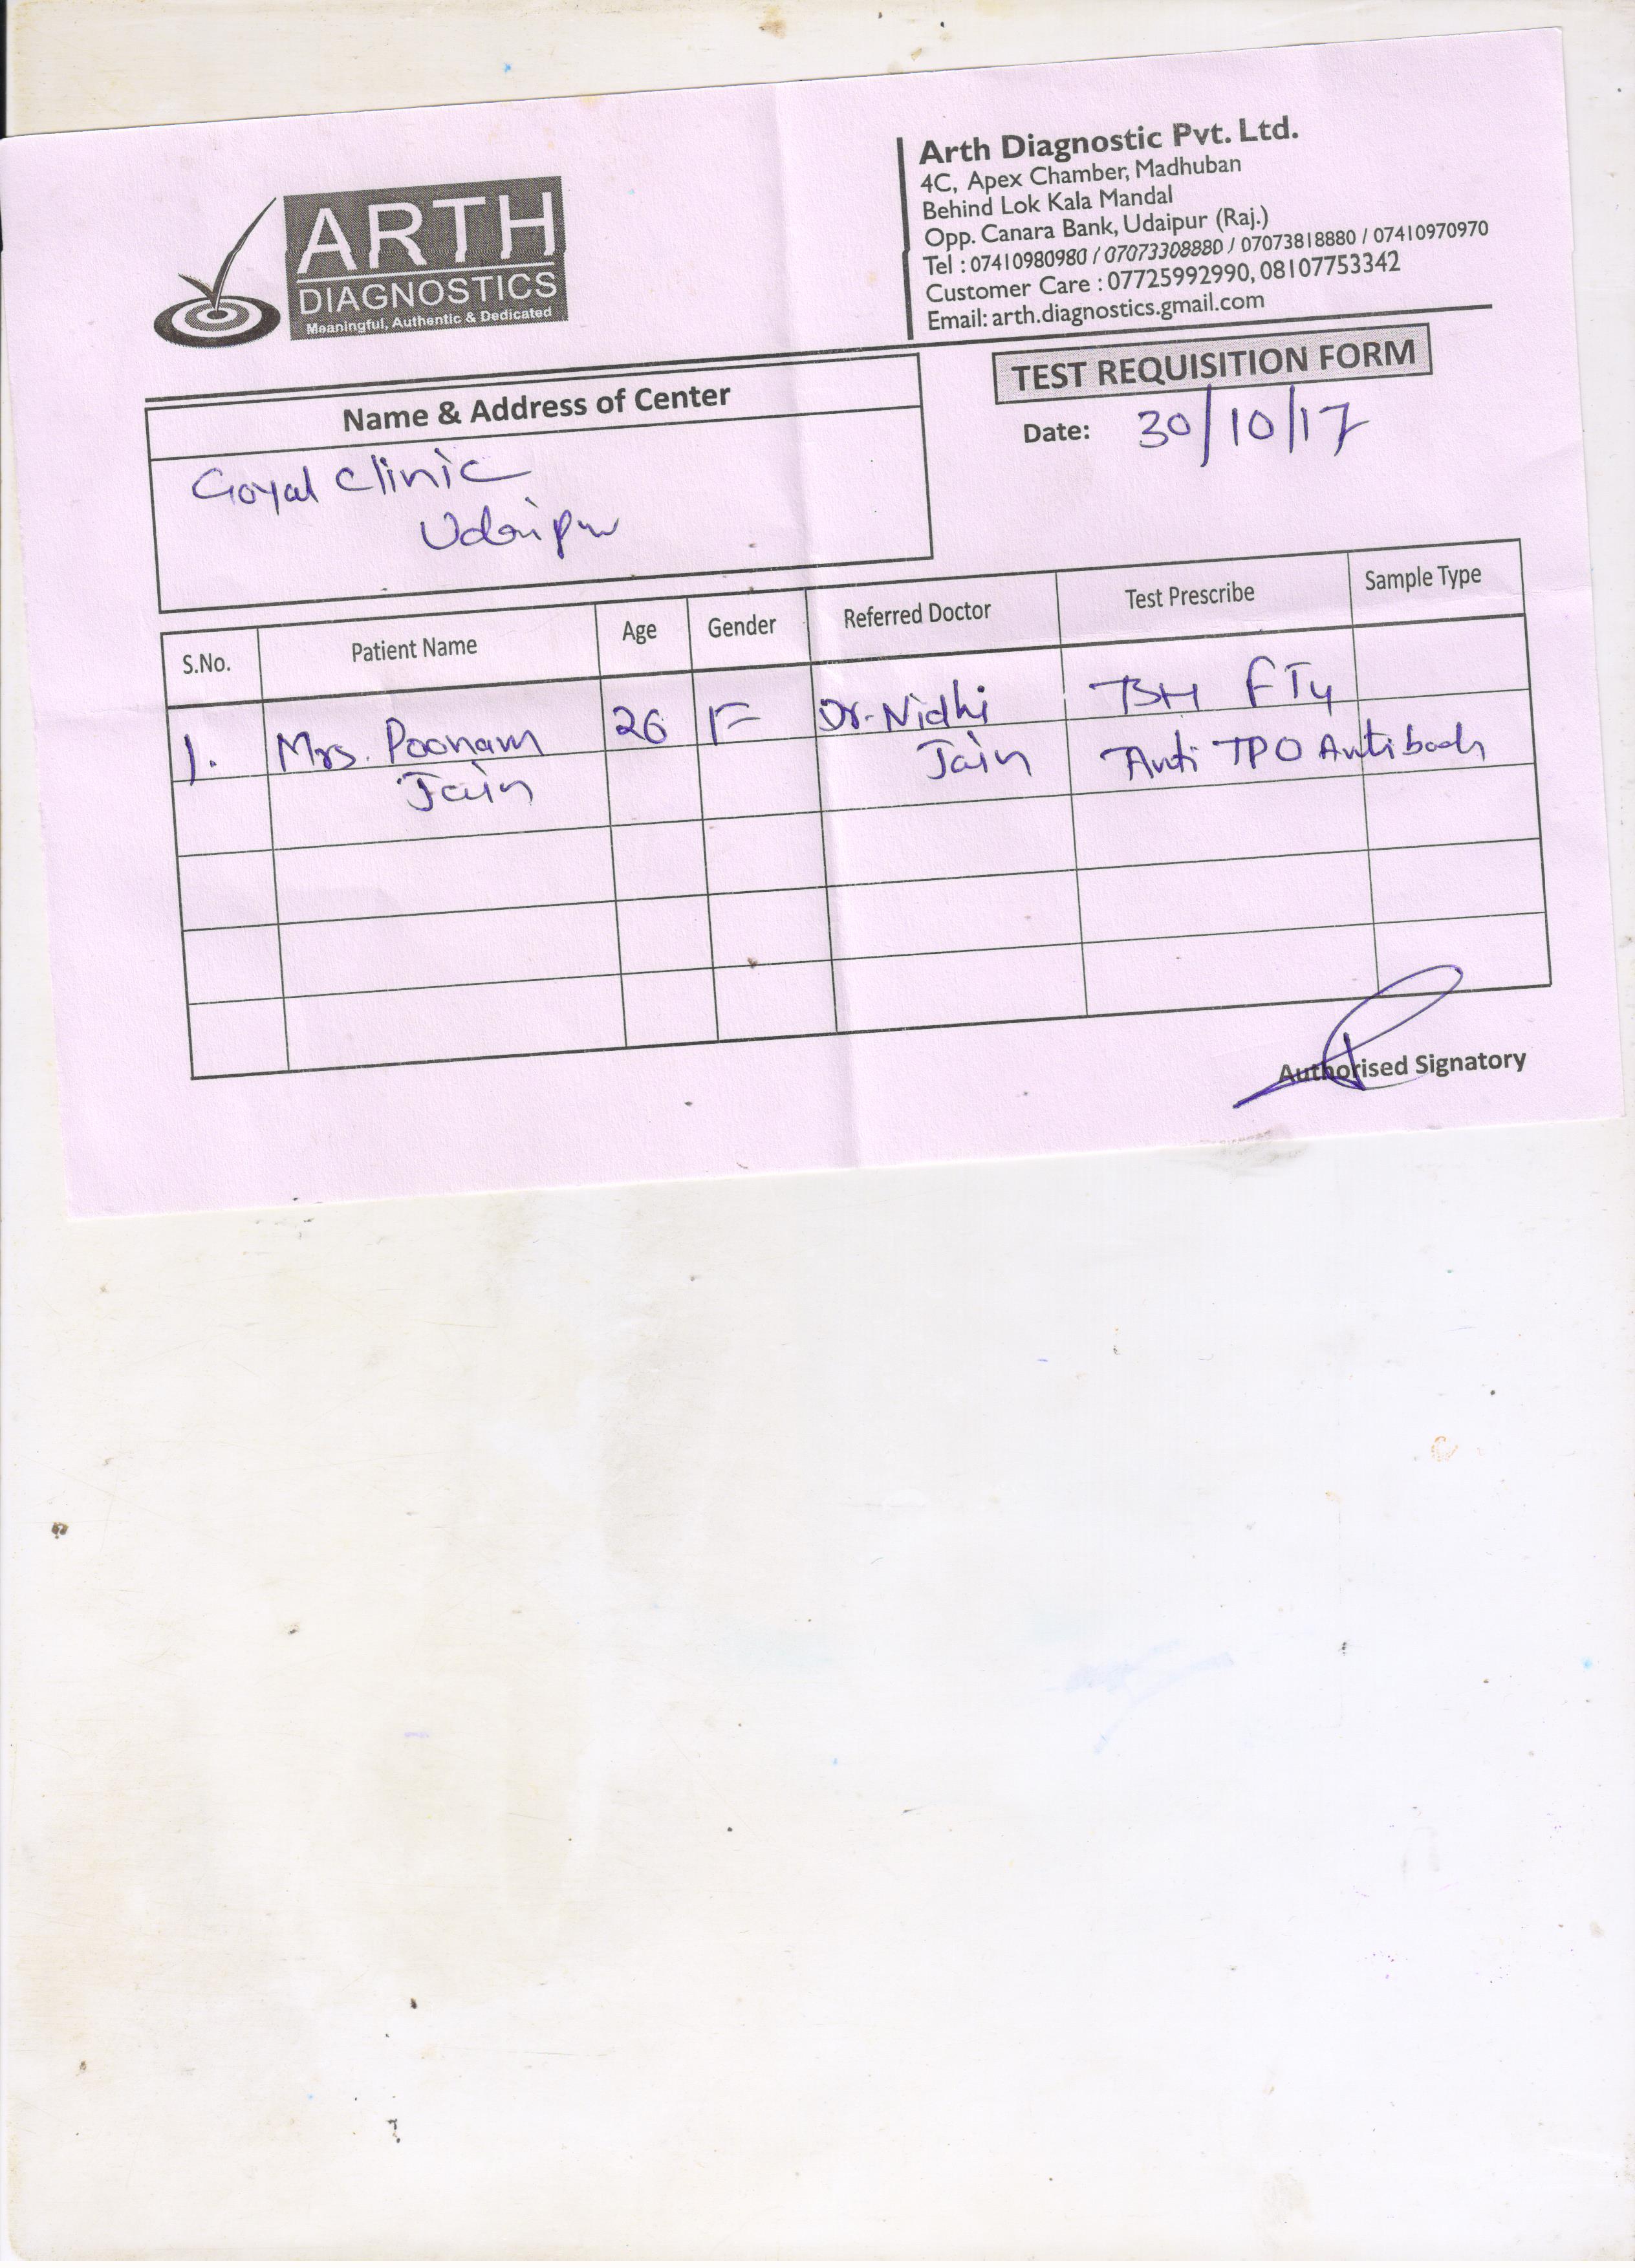 ARTH
DIAGNOSTICS
Meaningful, Authentic & Dedicated
Arth Diagnostic Pvt. Ltd.
4C, Apex Chamber, Madhuban
Behind Lok Kala Mandal
Opp. Canara Bank, Udaipur (Raj.)
Tel : 07410980980 / 07073308880 / 07073818880 / 07410970970
Customer Care : 07725992990, 08107753342
Email: arth.diagnostics.gmail.com
TEST REQUISITION FORM
Date: 30/10/17
Name & Address of Center
Goyal Clinic
Udaipur
S.No. Patient Name Age Gender Referred Doctor Test Prescribe Sample Type
1. Mrs. Poonam 26 F Dr. Nidhi TSH FT4
Jain Jain Anti TPO Antibody
Authorised Signatory